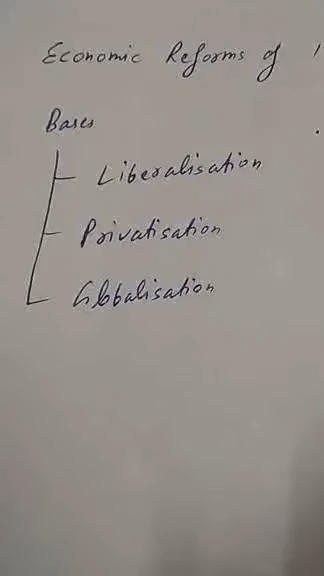 Economic Reforms of
Bases
Liberalisation
Privatisation
Globalisation